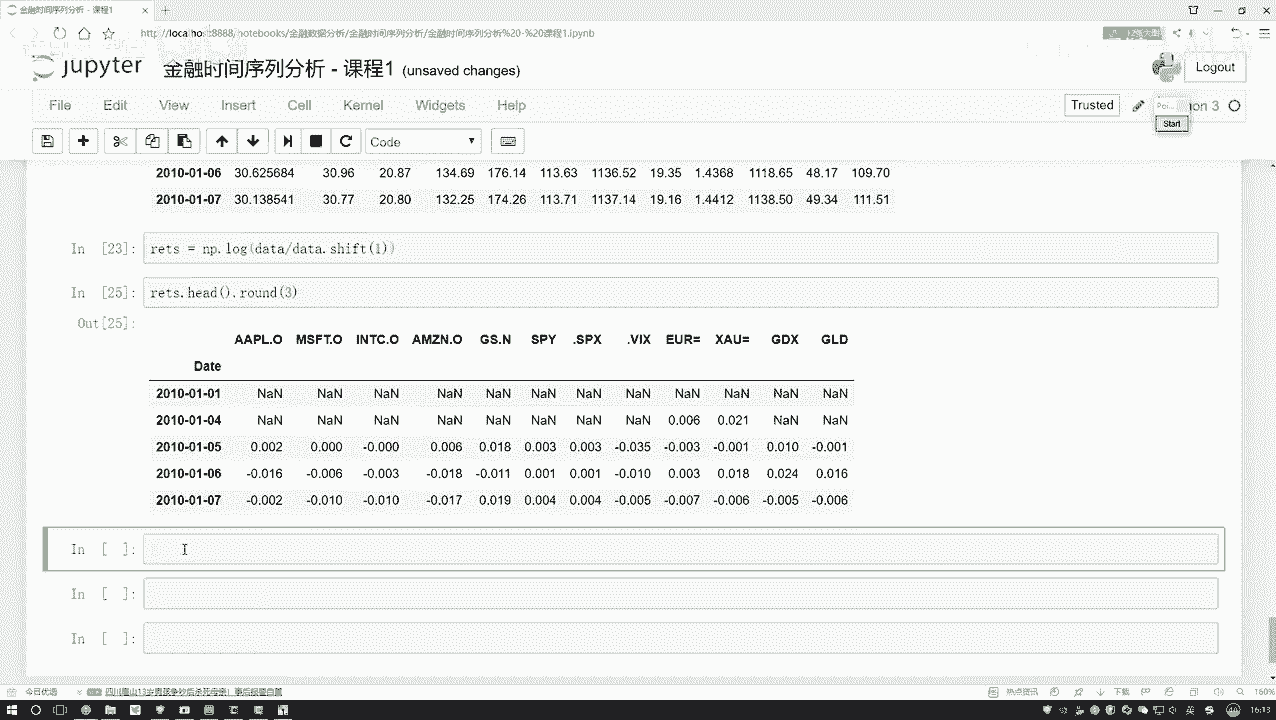 金融时间序列分析 - 课程1
http://localhost:8888/notebooks/金融数据分析/金融时间序列分析/金融时间序列分析%20-%20课程1.ipynb
jupyter 金融时间序列分析 - 课程1 (unsaved changes)
Logout
File Edit View Insert Cell Kernel Widgets Help
Trusted
on 3
Start
Code
2010-01-06 30.625684 30.96 20.87 134.69 176.14 113.63 1136.52 19.35 1.4368 1118.65 48.17 109.70
2010-01-07 30.138541 30.77 20.80 132.25 174.26 113.71 1137.14 19.16 1.4412 1138.50 49.34 111.51
In [23]: rets = np.log(data/data.shift(1))
In [25]: rets.head().round(3)
Out[25]:
AAPL.O MSFT.O INTC.O AMZN.O GS.N SPY .SPX .VIX EUR= XAU= GDX GLD
Date
2010-01-01 NaN NaN NaN NaN NaN NaN NaN NaN NaN NaN NaN NaN
2010-01-04 NaN NaN NaN NaN NaN NaN NaN NaN 0.006 0.021 NaN NaN
2010-01-05 0.002 0.000 -0.000 0.006 0.018 0.003 0.003 -0.035 -0.003 -0.001 0.010 -0.001
2010-01-06 -0.016 -0.006 -0.003 -0.018 -0.011 0.001 0.001 -0.010 0.003 0.018 0.024 0.016
2010-01-07 -0.002 -0.010 -0.010 -0.017 0.019 0.004 0.004 -0.005 -0.007 -0.006 -0.005 -0.006
In [ ]:
In [ ]:
In [ ]:
今日优选
热点资讯
下载
160%
英
16:13